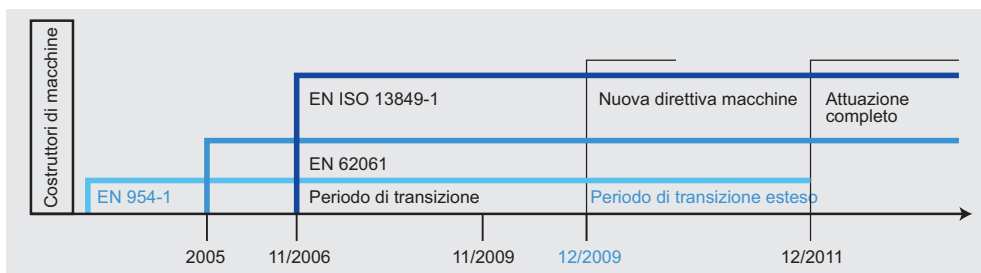 Costruttori di macchine
EN ISO 13849-1
Nuova direttiva macchine
Attuazione
completo
EN 62061
EN 954-1
Periodo di transizione
Periodo di transizione esteso
2005
11/2006
11/2009
12/2009
12/2011